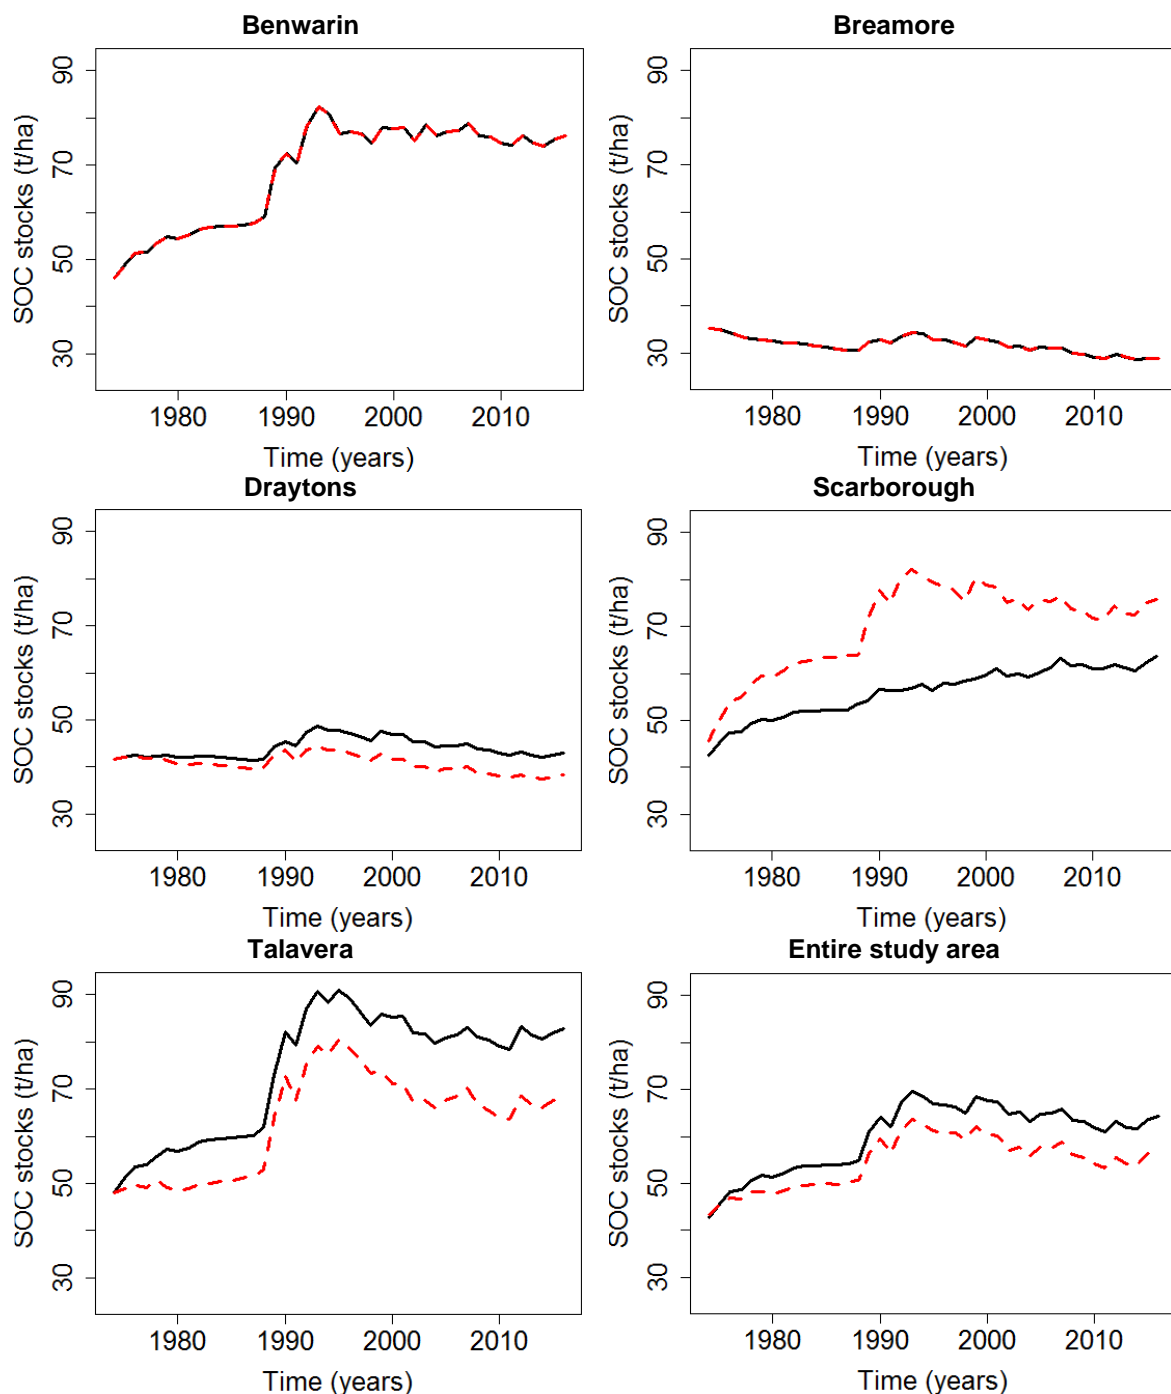 Benwarin
SOC stocks (t/ha)
90
70
50
30
1980 1990 2000 2010
Time (years)
Breamore
SOC stocks (t/ha)
90
70
50
30
1980 1990 2000 2010
Time (years)
Draytons
SOC stocks (t/ha)
90
70
50
30
1980 1990 2000 2010
Time (years)
Scarborough
SOC stocks (t/ha)
90
70
50
30
1980 1990 2000 2010
Time (years)
Talavera
SOC stocks (t/ha)
90
70
50
30
1980 1990 2000 2010
Time (years)
Entire study area
SOC stocks (t/ha)
90
70
50
30
1980 1990 2000 2010
Time (years)